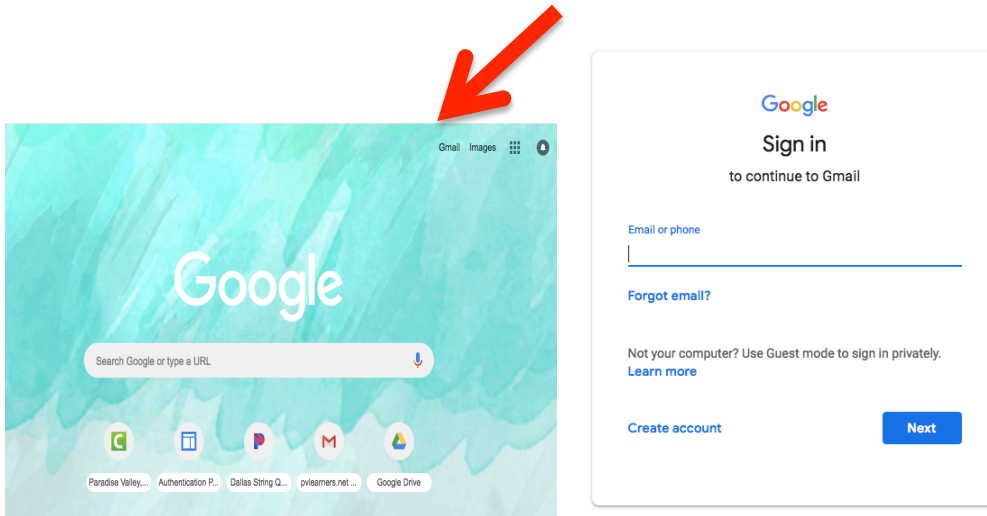 Gmail Images
Google
Search Google or type a URL
Paradise Valley,... Authentication P... Dallas String Q... pvlearners.net ... Google Drive
Google
Sign in
to continue to Gmail
Email or phone
Forgot email?
Not your computer? Use Guest mode to sign in privately.
Learn more
Create account Next